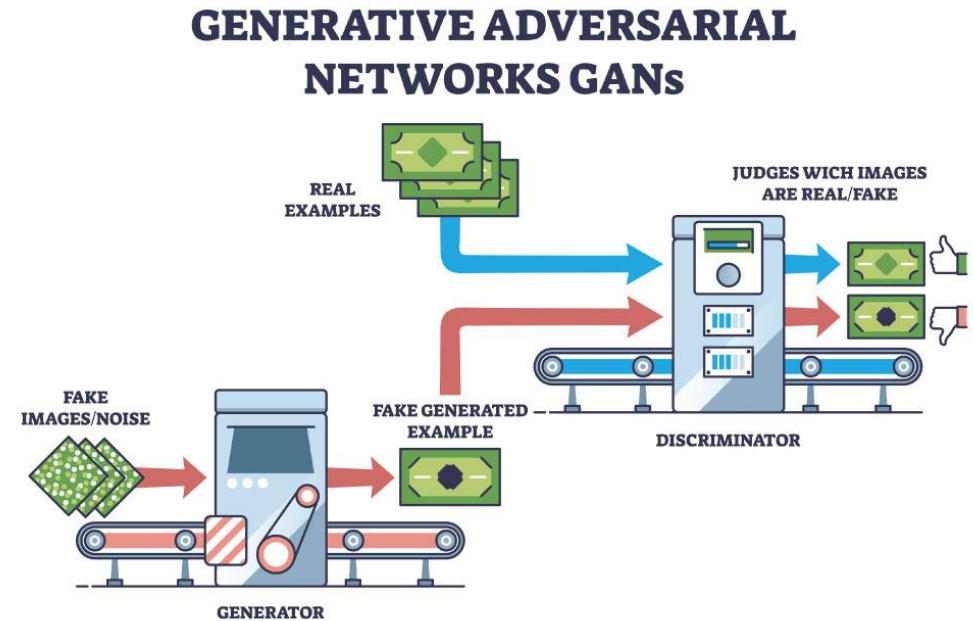 GENERATIVE ADVERSARIAL
NETWORKS GANs
REAL
EXAMPLES
JUDGES WICH IMAGES
ARE REAL/FAKE
FAKE
IMAGES/NOISE
FAKE GENERATED
EXAMPLE
DISCRIMINATOR
GENERATOR